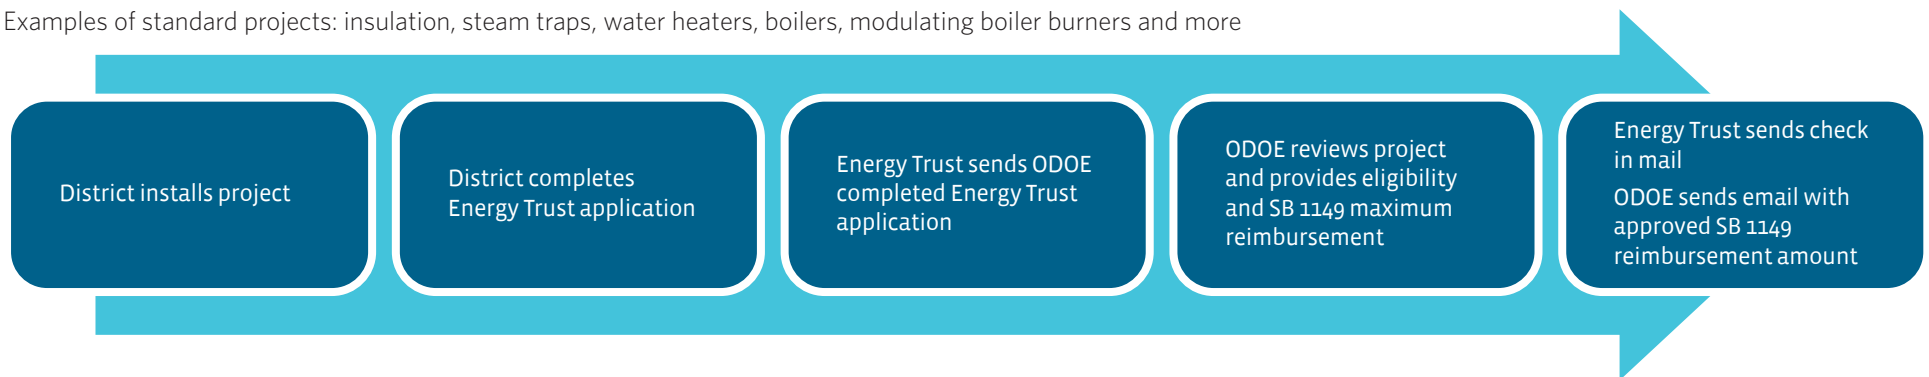 Examples of standard projects: insulation, steam traps, water heaters, boilers, modulating boiler burners and more
District installs project
District completes
Energy Trust application
Energy Trust sends ODOE
completed Energy Trust
application
ODOE reviews project
and provides eligibility
and SB 1149 maximum
reimbursement
Energy Trust sends check
in mail
ODOE sends email with
approved SB 1149
reimbursement amount